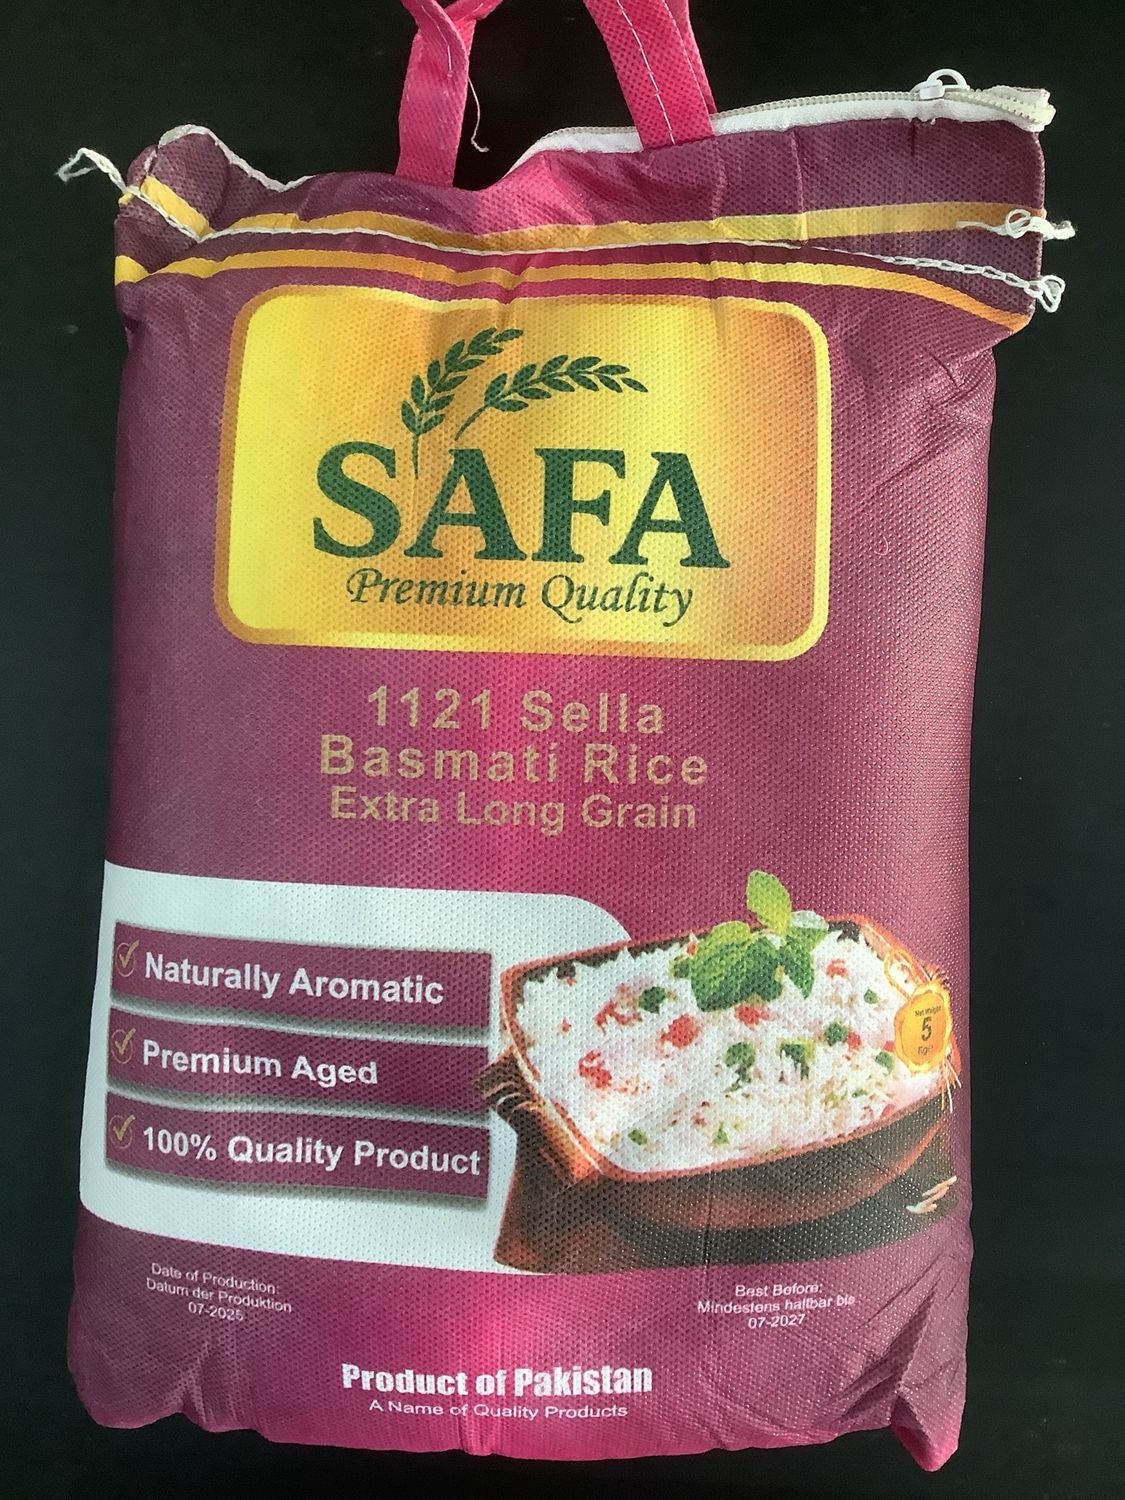 SAFA
Premium Quality
1121 Sella
Basmati Rice
Extra Long Grain
Naturally Aromatic
Premium Aged
100% Quality Product
Net Weight
5
Kg℮
Date of Production:
Datum der Produktion
07-2025
Best Before:
Mindestens haltbar bis
07-2027
Product of Pakistan
A Name of Quality Products